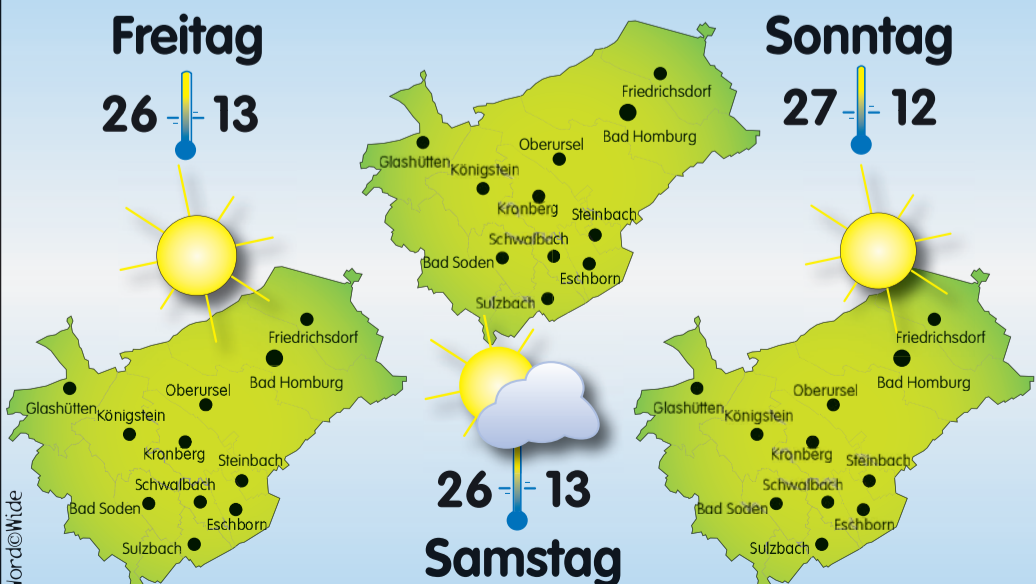 Freitag
26 13
Friedrichsdorf
Bad Homburg
Oberursel
Glashütten
Königstein
Kronberg
Steinbach
Schwalbach
Bad Soden
Eschborn
Sulzbach
Friedrichsdorf
Bad Homburg
Oberursel
Glashütten
Königstein
Kronberg
Steinbach
Schwalbach
Bad Soden
Eschborn
Sulzbach
26 13
Samstag
Sonntag
27 12
Friedrichsdorf
Bad Homburg
Oberursel
Glashütten
Königstein
Kronberg
Steinbach
Schwalbach
Bad Soden
Eschborn
Sulzbach
Nord©Wide